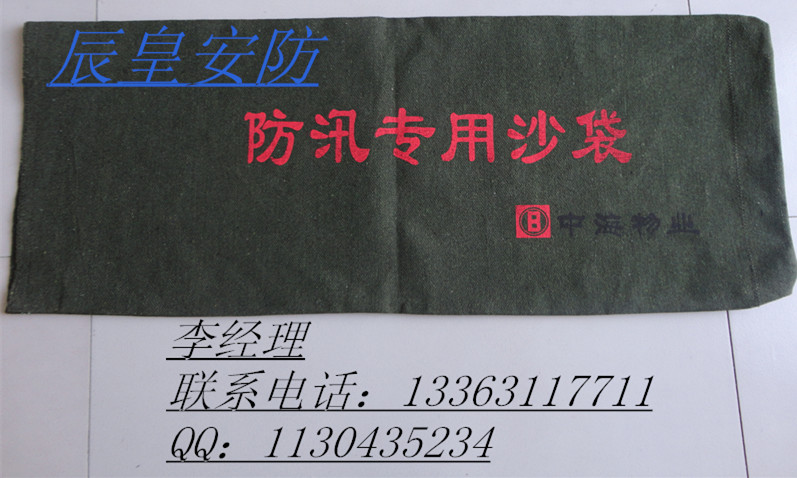 辰皇安防
防汛专用沙袋
中海物业
李经理
联系电话：13363117711
QQ：1130435234